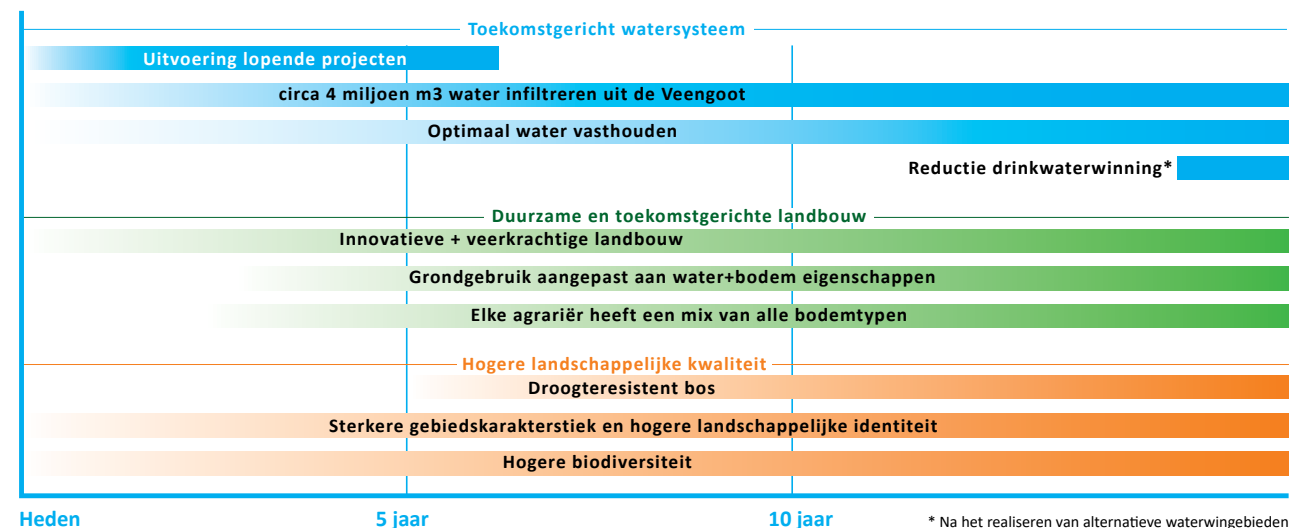 Toekomstgericht watersysteem
Uitvoering lopende projecten
circa 4 miljoen m3 water infiltreren uit de Veengoot
Optimaal water vasthouden
Reductie drinkwaterwinning*
Duurzame en toekomstgerichte landbouw
Innovatieve + veerkrachtige landbouw
Grondgebruik aangepast aan water+bodem eigenschappen
Elke agrariër heeft een mix van alle bodemtypen
Hogere landschappelijke kwaliteit
Droogteresistent bos
Sterkere gebiedskarakterstiek en hogere landschappelijke identiteit
Hogere biodiversiteit
Heden 5 jaar 10 jaar * Na het realiseren van alternatieve waterwingebieden